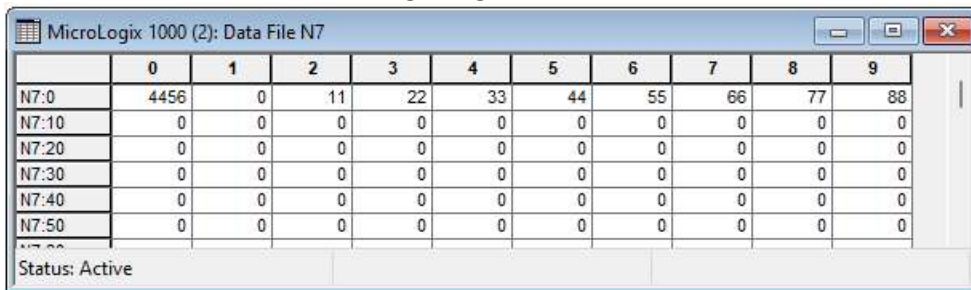 MicroLogix 1000 (2): Data File N7
0 1 2 3 4 5 6 7 8 9
N7:0 4456 0 11 22 33 44 55 66 77 88
N7:10 0 0 0 0 0 0 0 0 0 0
N7:20 0 0 0 0 0 0 0 0 0 0
N7:30 0 0 0 0 0 0 0 0 0 0
N7:40 0 0 0 0 0 0 0 0 0 0
N7:50 0 0 0 0 0 0 0 0 0 0
Status: Active